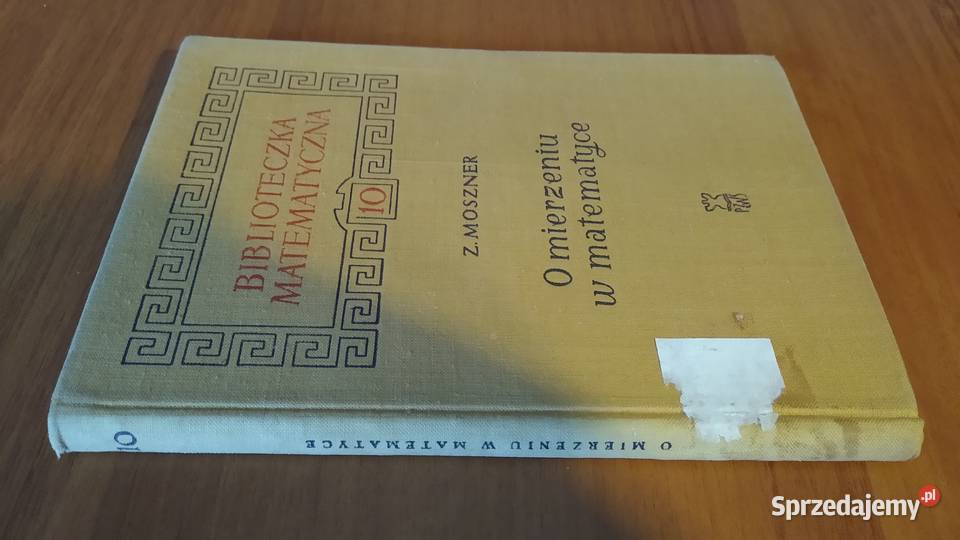 BIBLIOTECZKA
MATEMATYCZNA
10
Z. MOSZNER
O mierzeniu
w matematyce
PWN
10
O MIERZENIU W MATEMATYCE
Sprzedajemy.pl